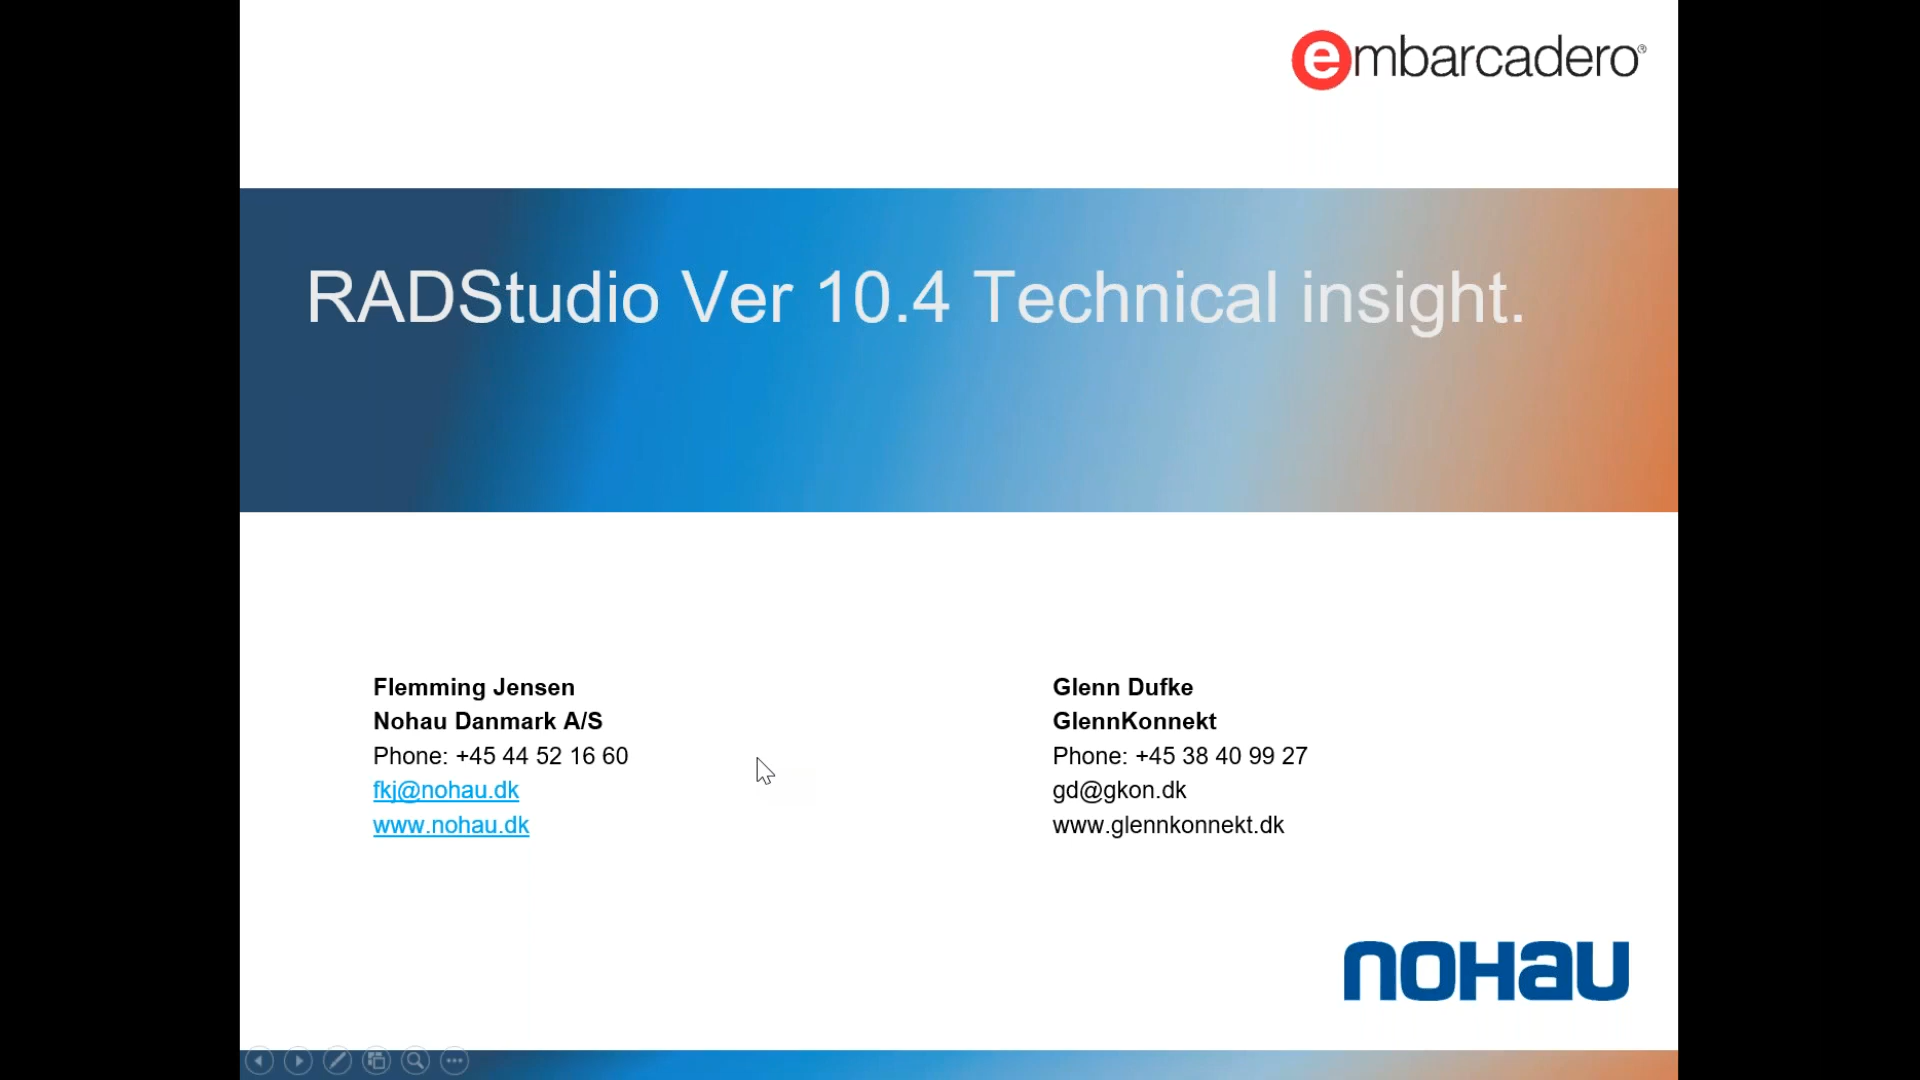 embarcadero®
RADStudio Ver 10.4 Technical insight.
Flemming Jensen
Nohau Danmark A/S
Phone: +45 44 52 16 60
fkj@nohau.dk
www.nohau.dk
Glenn Dufke
GlennKonnekt
Phone: +45 38 40 99 27
gd@gkon.dk
www.glennkonnekt.dk
noHau